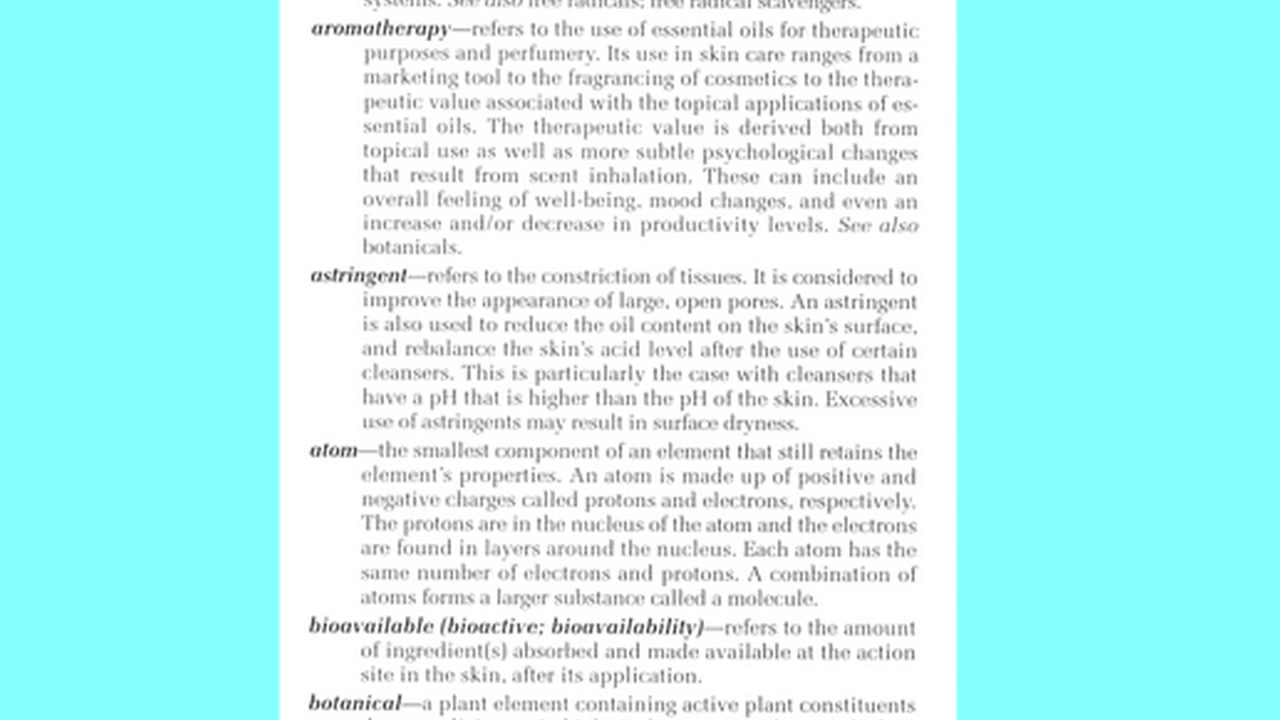 systems. See also free radicals; free radical scavengers.
aromatherapy—refers to the use of essential oils for therapeutic
purposes and perfumery. Its use in skin care ranges from a
marketing tool to the fragrancing of cosmetics to the thera-
peutic value associated with the topical applications of es-
sential oils. The therapeutic value is derived both from
topical use as well as more subtle psychological changes
that result from scent inhalation. These can include an
overall feeling of well-being, mood changes, and even an
increase and/or decrease in productivity levels. See also
botanicals.
astringent—refers to the constriction of tissues. It is considered to
improve the appearance of large, open pores. An astringent
is also used to reduce the oil content on the skin's surface,
and rebalance the skin's acid level after the use of certain
cleansers. This is particularly the case with cleansers that
have a pH that is higher than the pH of the skin. Excessive
use of astringents may result in surface dryness.
atom—the smallest component of an element that still retains the
element's properties. An atom is made up of positive and
negative charges called protons and electrons, respectively.
The protons are in the nucleus of the atom and the electrons
are found in layers around the nucleus. Each atom has the
same number of electrons and protons. A combination of
atoms forms a larger substance called a molecule.
bioavailable (bioactive; bioavailability)—refers to the amount
of ingredient(s) absorbed and made available at the action
site in the skin, after its application.
botanical—a plant element containing active plant constituents